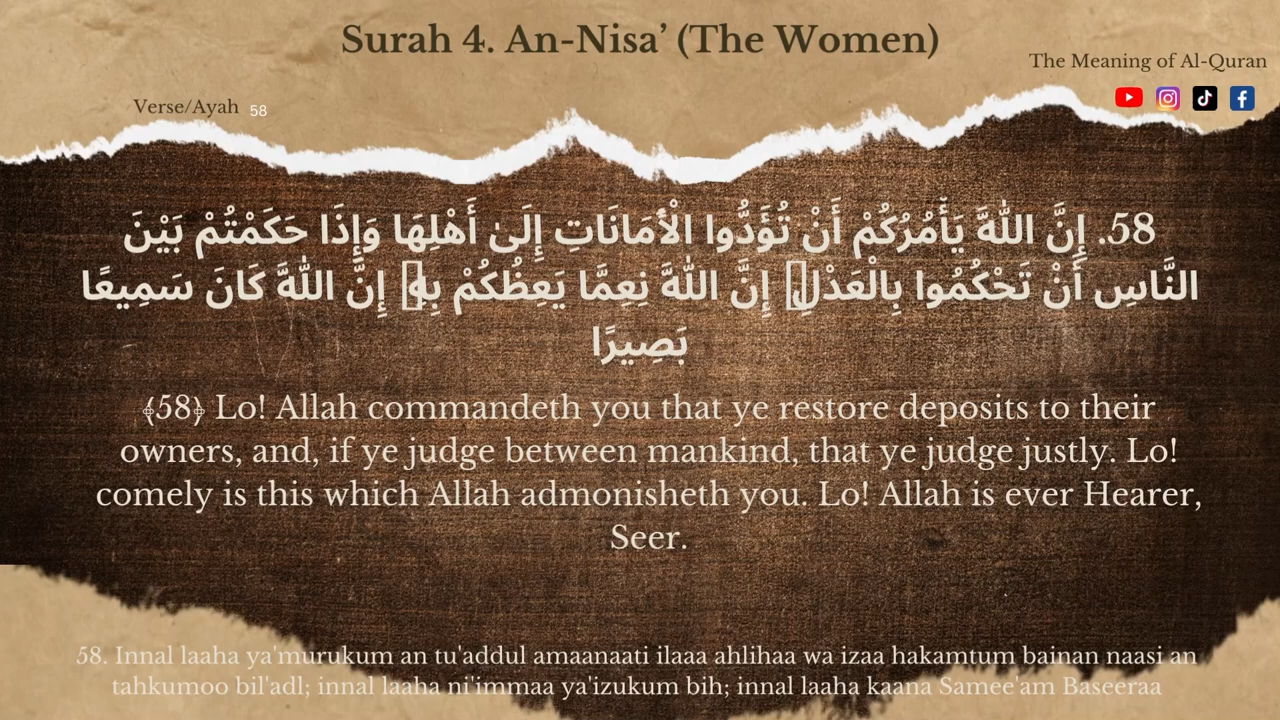 Surah 4. An-Nisa’ (The Women)
The Meaning of Al-Quran
Verse/Ayah 58
58. إِنَّ اللَّهَ يَأْمُرُكُمْ أَنْ تُؤَدُّوا الْأَمَانَاتِ إِلَىٰ أَهْلِهَا وَإِذَا حَكَمْتُمْ بَيْنَ
النَّاسِ أَنْ تَحْكُمُوا بِالْعَدْلِ إِنَّ اللَّهَ نِعِمَّا يَعِظُكُمْ بِهِ إِنَّ اللَّهَ كَانَ سَمِيعًا
بَصِيرًا
﴾58﴿ Lo! Allah commandeth you that ye restore deposits to their
owners, and, if ye judge between mankind, that ye judge justly. Lo!
comely is this which Allah admonisheth you. Lo! Allah is ever Hearer,
Seer.
58. Innal laaha ya'murukum an tu'addul amaanaati ilaaa ahlihaa wa izaa hakamtum bainan naasi an
tahkumoo bil'adl; innal laaha ni'immaa ya'izukum bih; innal laaha kaana Samee'am Baseeraa